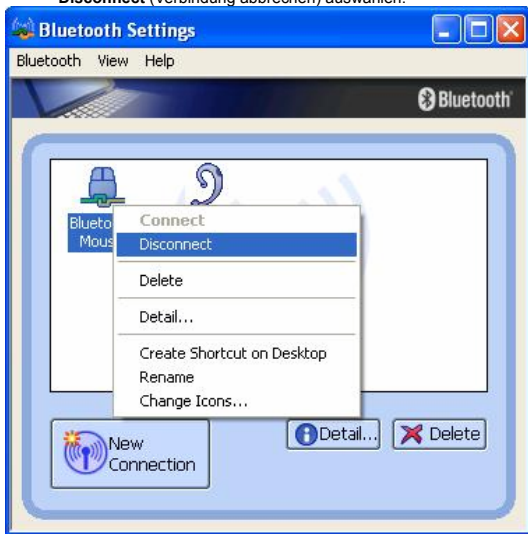 Disconnect (Verbindung abbrechen) auswählen.
Bluetooth Settings
Bluetooth View Help
Bluetooth
Blueto
Mous
Connect
Disconnect
Delete
Detail...
Create Shortcut on Desktop
Rename
Change Icons...
New
Connection
Detail...
Delete